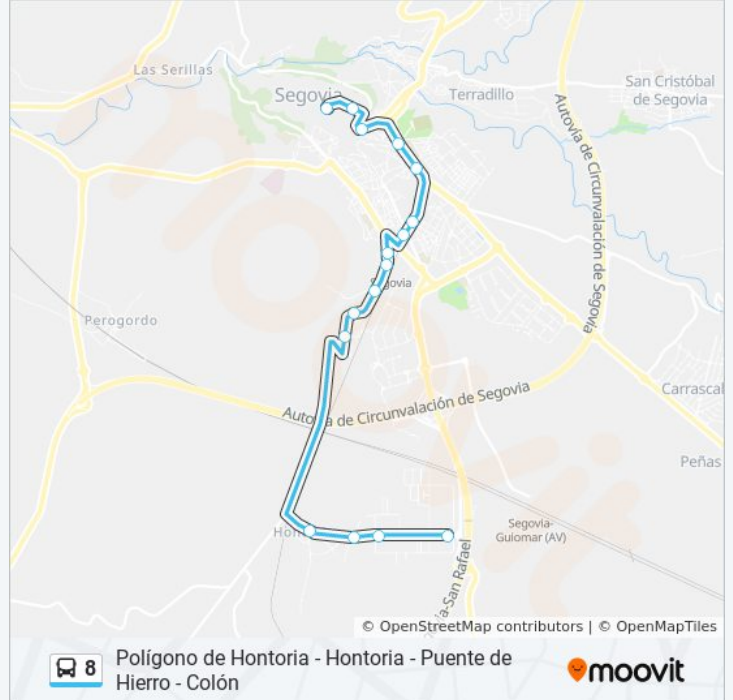 Las Serillas
Segovia
Terradillo
San Cristóbal
de Segovia
Autovía de Circunvalación de Segovia
Segovia
Perogordo
Carrascal
Autovía de Circunvalación de Segovia
Peñas
Segovia-
Guiomar (AV)
Hont
ia-San Rafael
© OpenStreetMap contributors | © OpenMapTiles
8
Polígono de Hontoria - Hontoria - Puente de
Hierro - Colón
moovit